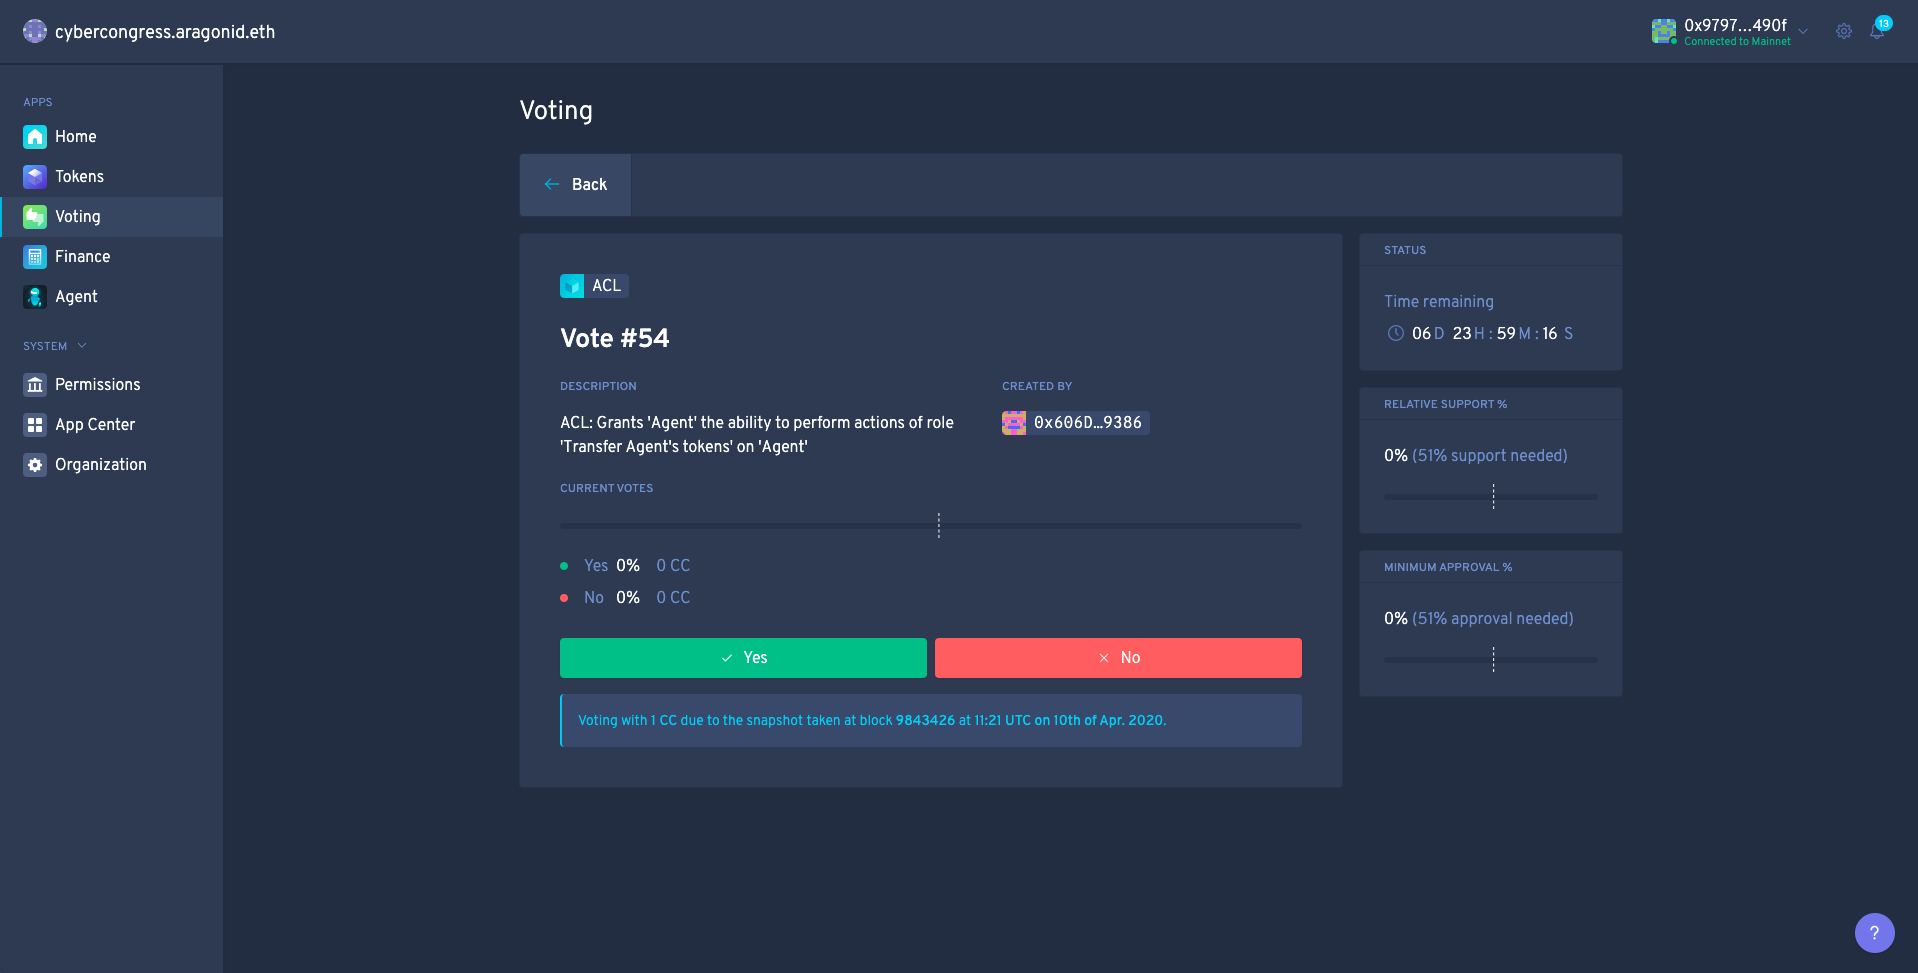 cybercongress.aragonid.eth
0x9797...490f
Connected to Mainnet
13
APPS
Home
Tokens
Voting
Finance
Agent
SYSTEM
Permissions
App Center
Organization
Voting
Back
ACL
Vote #54
DESCRIPTION
ACL: Grants 'Agent' the ability to perform actions of role
'Transfer Agent's tokens' on 'Agent'
CREATED BY
0x606D…9386
CURRENT VOTES
Yes 0% 0 CC
No 0% 0 CC
Yes
No
Voting with 1 CC due to the snapshot taken at block 9843426 at 11:21 UTC on 10th of Apr. 2020.
STATUS
Time remaining
06 D 23 H : 59 M : 16 S
RELATIVE SUPPORT %
0% (51% support needed)
MINIMUM APPROVAL %
0% (51% approval needed)
?